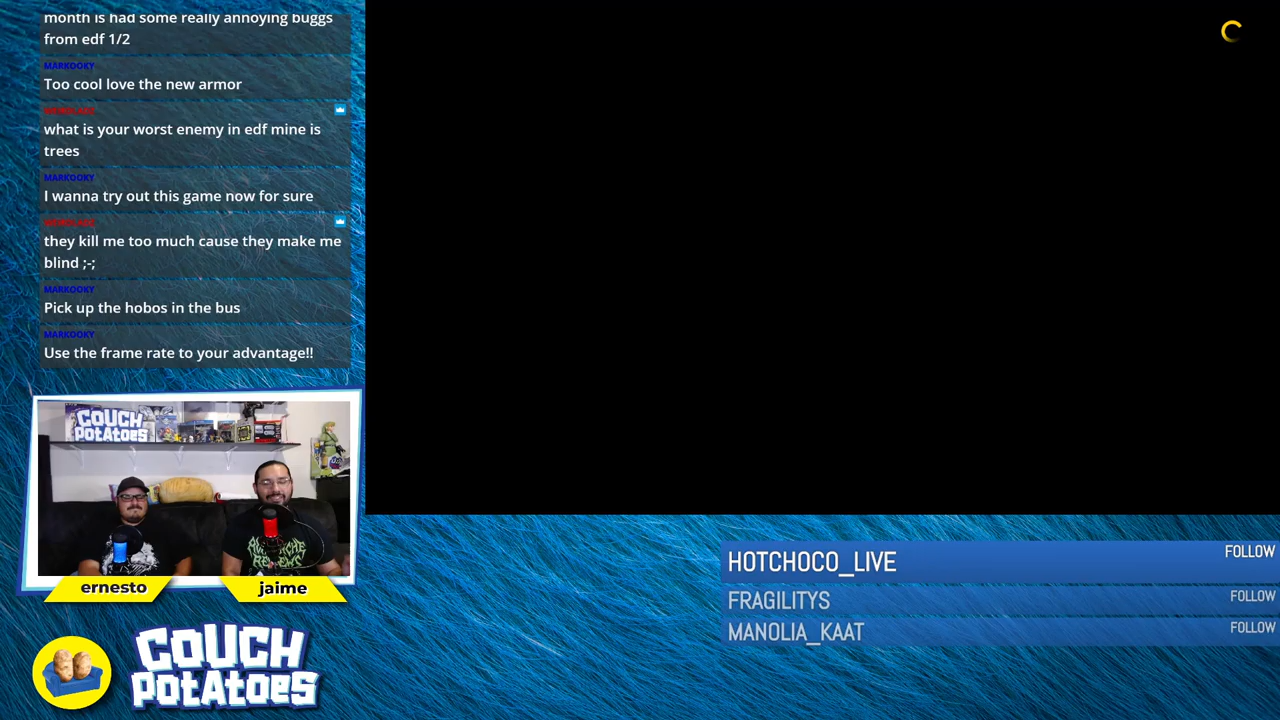 month is had some really annoying buggs
from edf 1/2
MARKOOKY
Too cool love the new armor
what is your worst enemy in edf mine is
trees
MARKOOKY
I wanna try out this game now for sure
they kill me too much cause they make me
blind ;-;
MARKOOKY
Pick up the hobos in the bus
MARKOOKY
Use the frame rate to your advantage!!
COUCH
POTATOES
ernesto
jaime
COUCH
POTATOES
HOTCHOCO_LIVE
FOLLOW
FRAGILITYS
FOLLOW
MANOLIA_KAAT
FOLLOW